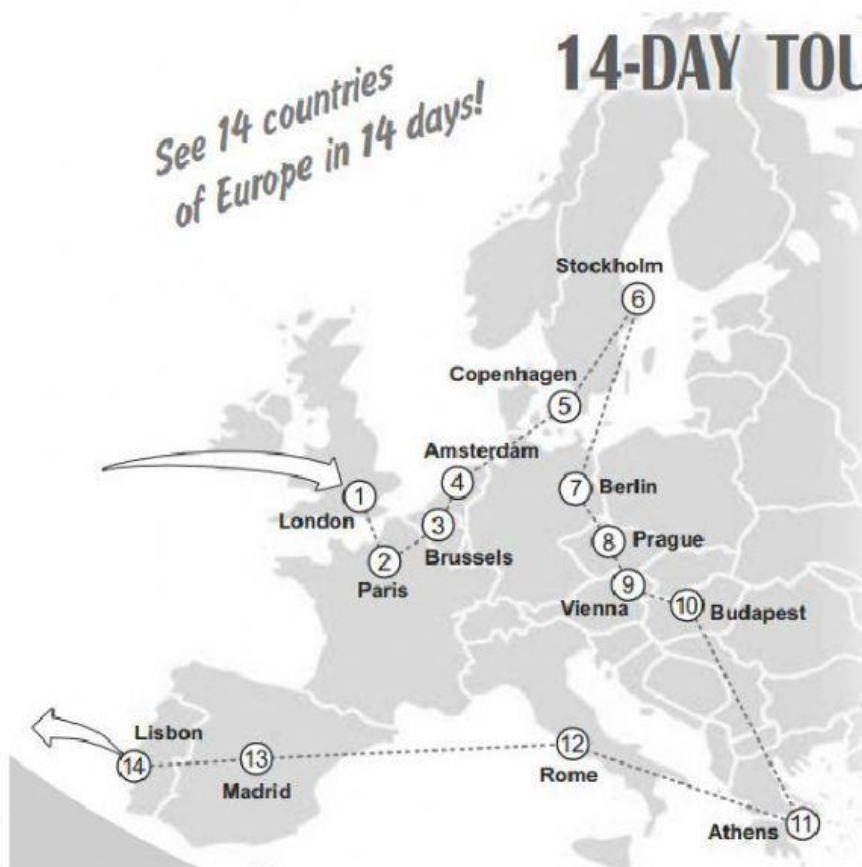 14-DAY TOU
See 14 countries
of Europe in 14 days!
Stockholm
6
Copenhagen
5
Amsterdam
4
1
London
7
Berlin
3
Brussels
8
Prague
2
Paris
9
Vienna
10
Budapest
Lisbon
14
13
Madrid
12
Rome
11
Athens